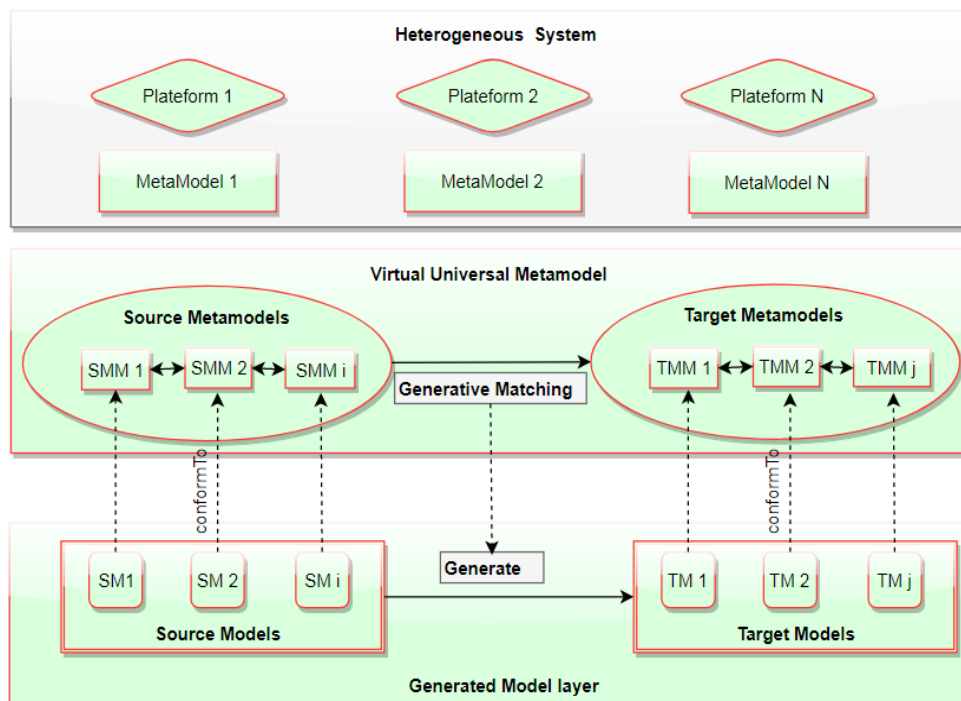 Heterogeneous System
Plateform 1
Plateform 2
Plateform N
MetaModel 1
MetaModel 2
MetaModel N
Virtual Universal Metamodel
Source Metamodels
Target Metamodels
SMM 1
SMM 2
SMM i
TMM 1
TMM 2
TMM j
Generative Matching
conformTo
conformTo
SM1
SM 2
SM i
Generate
TM 1
TM 2
TM j
Source Models
Target Models
Generated Model layer